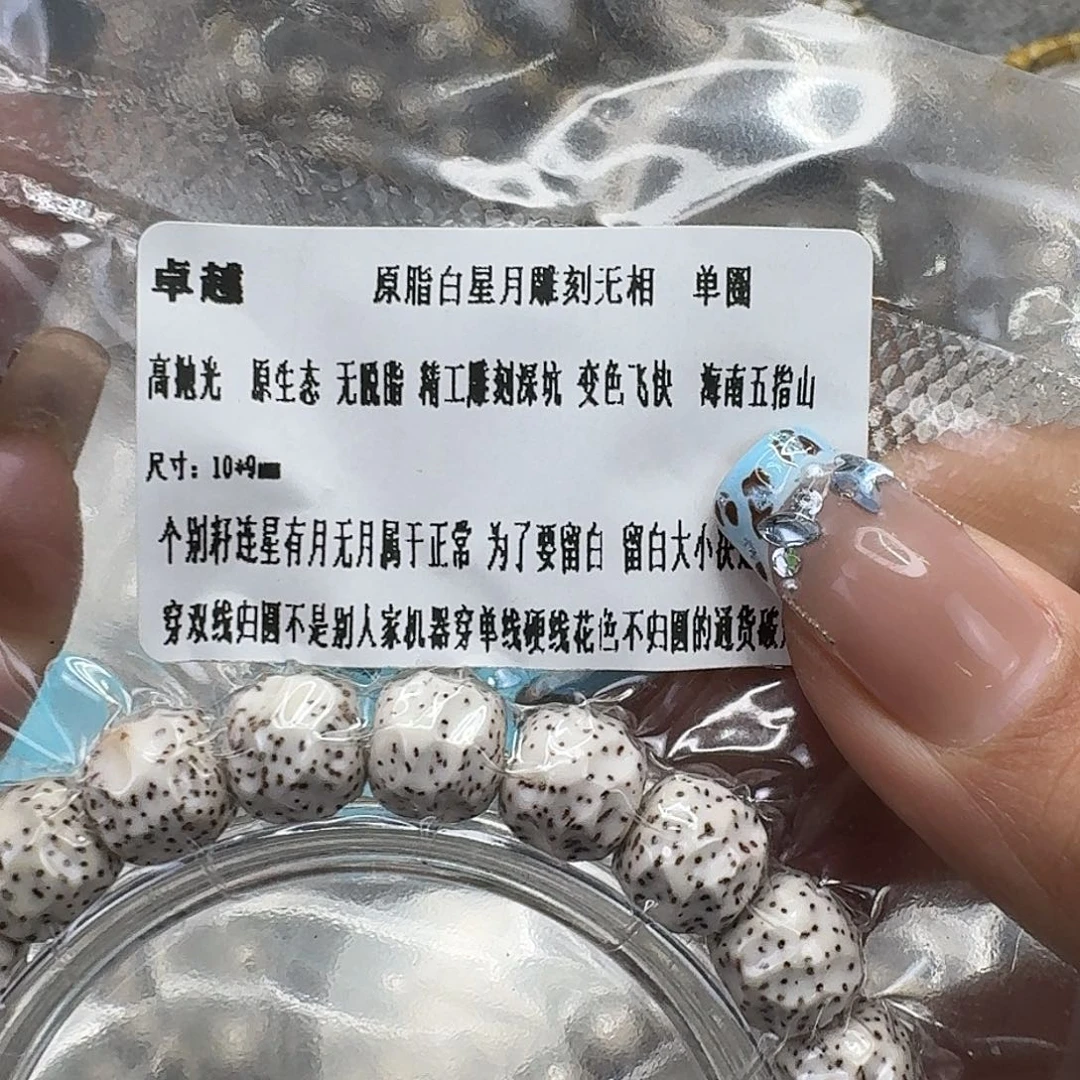 卓越 原脂白星月雕刻无相 单圈
高抛光 原生态 无脱脂 精工雕刻深坑 变色飞快 海南五指山
尺寸：10*9mm
个别籽连星有月无月属于正常 为了要留白 留白大小
穿双线归圆不是别人家机器穿单线硬线花色不归圆的通货破